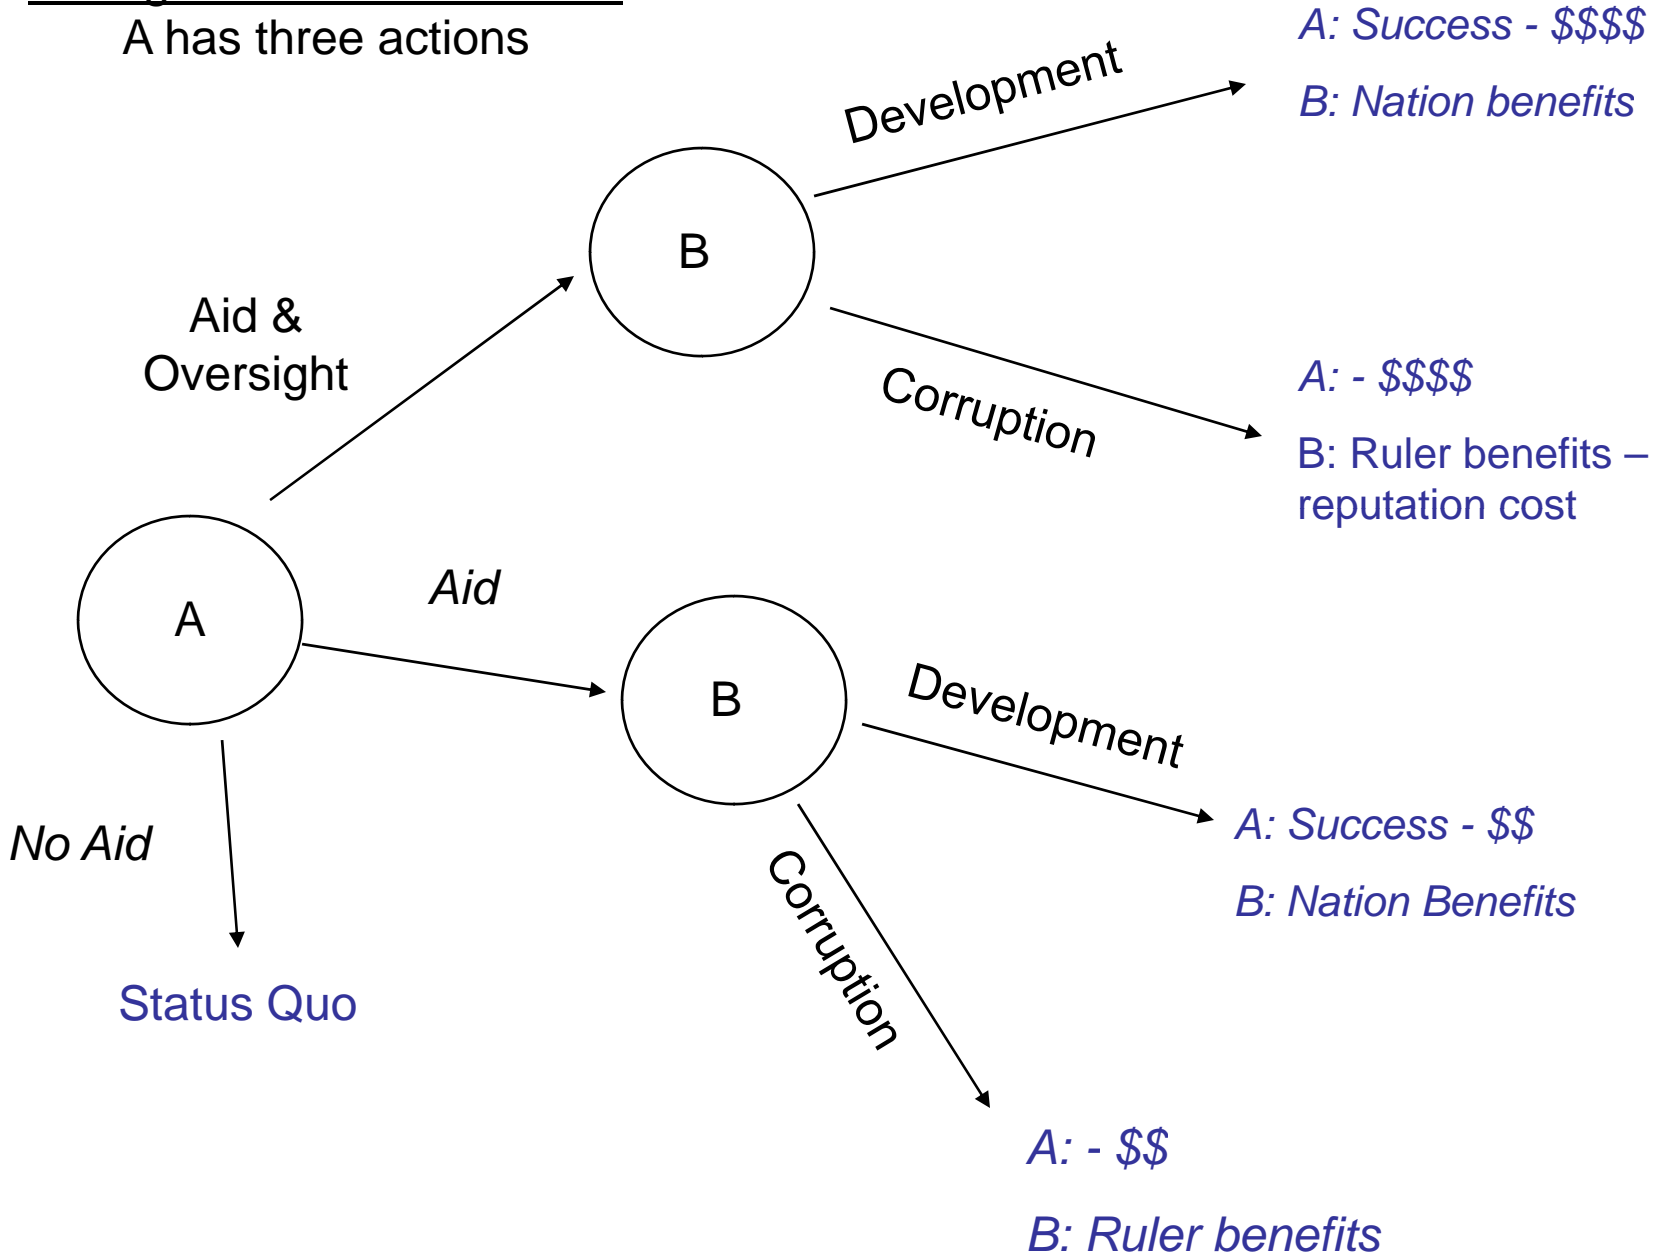 A has three actions
A: Success - $$$$
B: Nation benefits
Development
B
Aid &
Oversight
Corruption
A: - $$$$
B: Ruler benefits –
reputation cost
A
Aid
B
Development
No Aid
A: Success - $$
B: Nation Benefits
Corruption
Status Quo
A: - $$
B: Ruler benefits